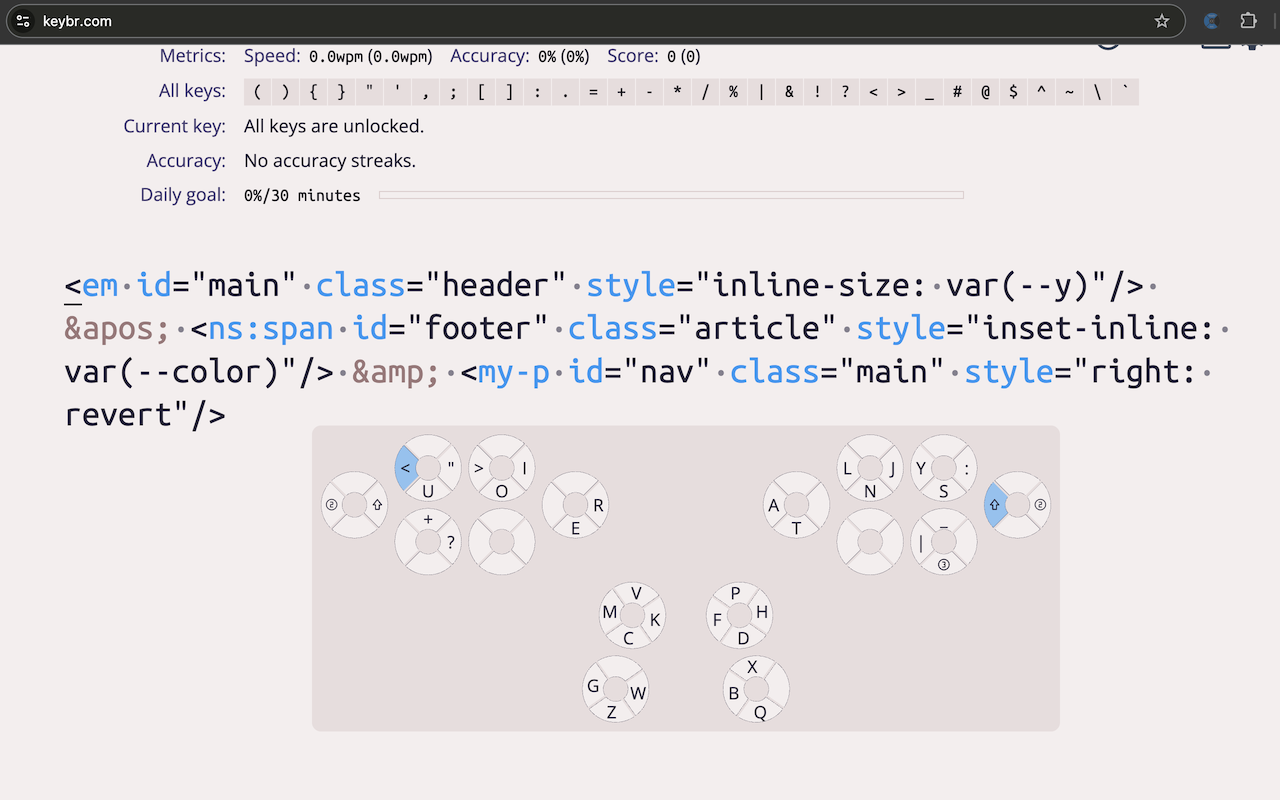 keybr.com
Metrics: Speed: 0.0wpm (0.0wpm) Accuracy: 0% (0%) Score: 0 (0)
All keys: ( ) { } " ' , ; [ ] : . = + - * / % | & ! ? < > _ # @ $ ^ ~ \ `
Current key: All keys are unlocked.
Accuracy: No accuracy streaks.
Daily goal: 0%/30 minutes
<em·id="main"·class="header"·style="inline-size:·var(--y)"/>·
&apos;·<ns:span·id="footer"·class="article"·style="inset-inline:·
var(--color)"/>·&amp;·<my-p·id="nav"·class="main"·style="right:·
revert"/>
< " U > I O L J N Y : S
② ⇧ R E A T ⇧ ②
+ ? _ | ③
V M K C P F H D
G W Z X B Q